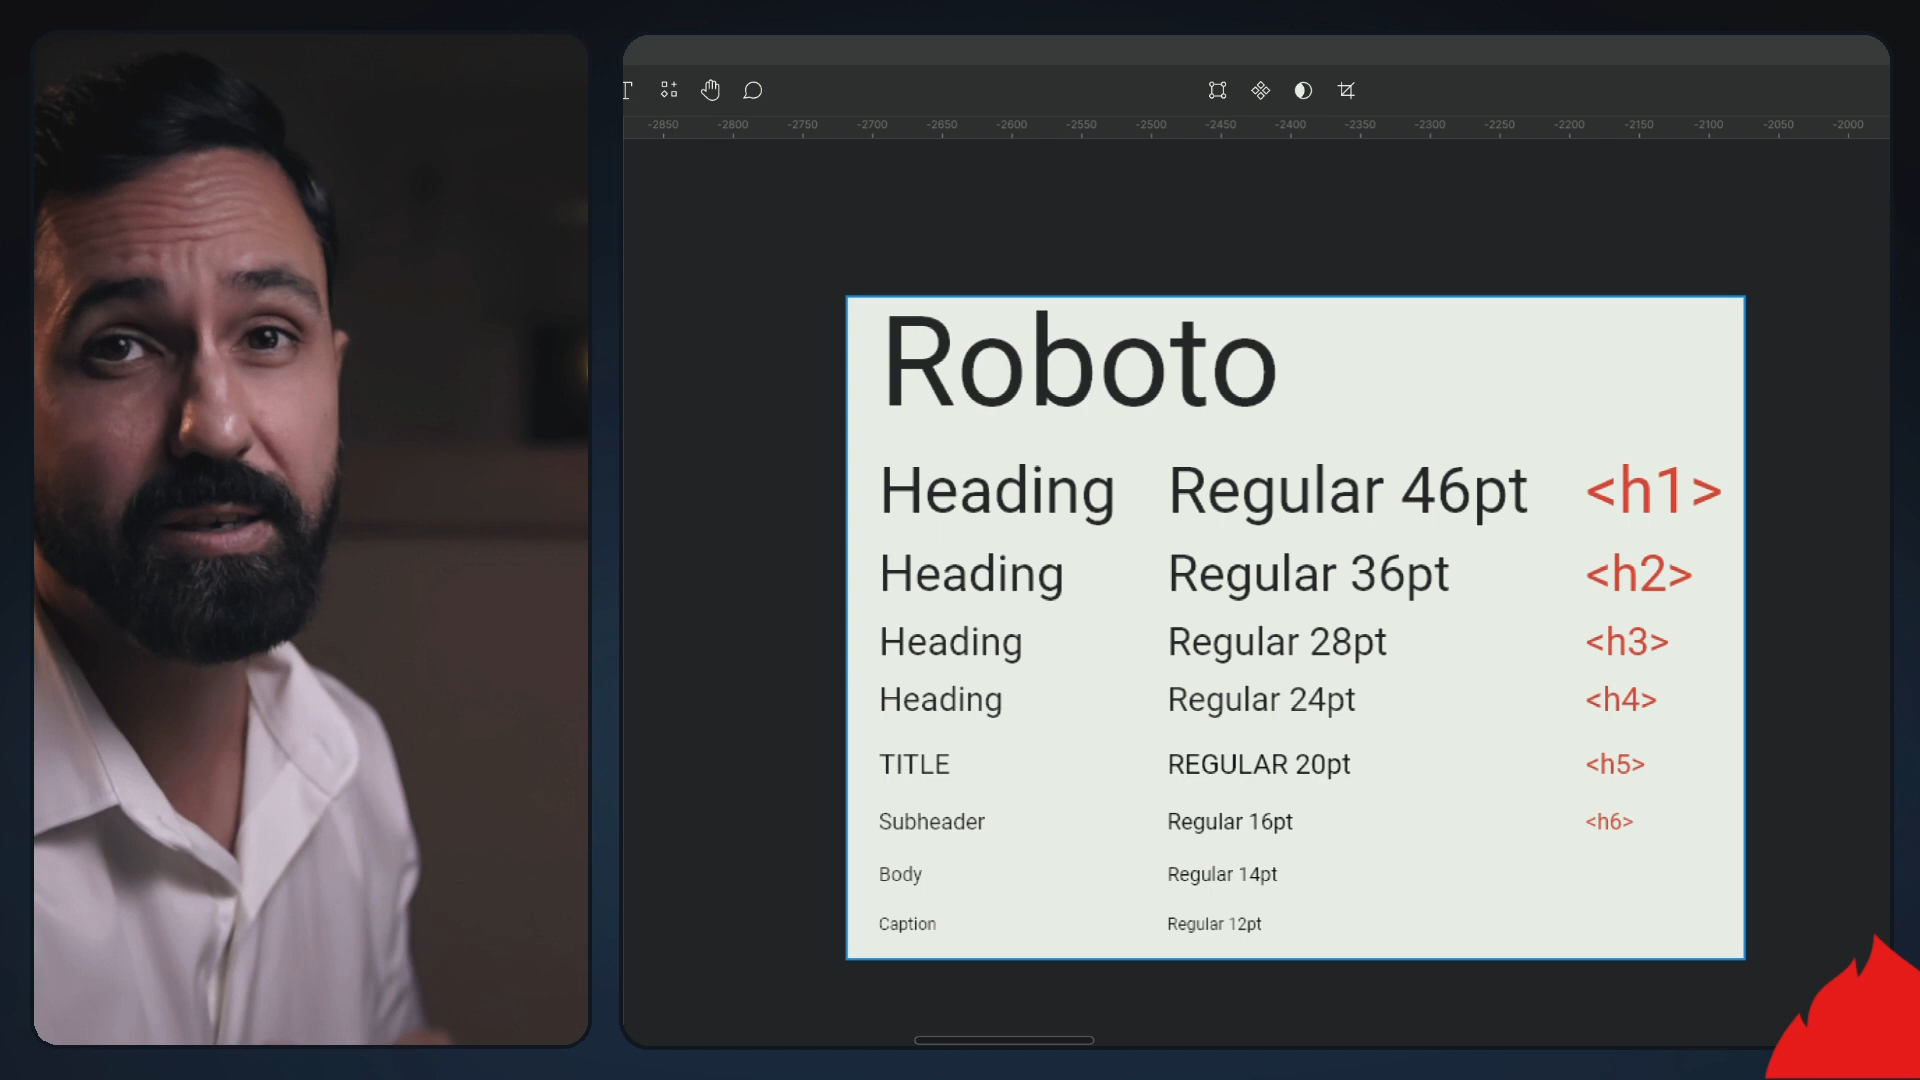 T
-2850 -2800 -2750 -2700 -2650 -2600 -2550 -2500 -2450 -2400 -2350 -2300 -2250 -2200 -2150 -2100 -2050 -2000
Roboto
Heading Regular 46pt <h1>
Heading Regular 36pt <h2>
Heading Regular 28pt <h3>
Heading Regular 24pt <h4>
TITLE REGULAR 20pt <h5>
Subheader Regular 16pt <h6>
Body Regular 14pt
Caption Regular 12pt